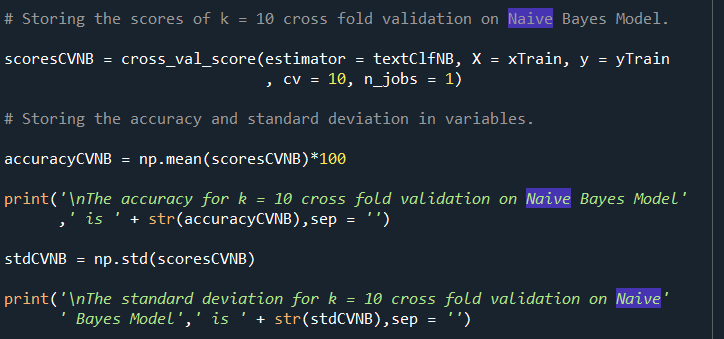 # Storing the scores of k = 10 cross fold validation on Naive Bayes Model.
scoresCVNB = cross_val_score(estimator = textClfNB, X = xTrain, y = yTrain
, cv = 10, n_jobs = 1)
# Storing the accuracy and standard deviation in variables.
accuracyCVNB = np.mean(scoresCVNB)*100
print('\nThe accuracy for k = 10 cross fold validation on Naive Bayes Model'
,' is ' + str(accuracyCVNB),sep = '')
stdCVNB = np.std(scoresCVNB)
print('\nThe standard deviation for k = 10 cross fold validation on Naive'
' Bayes Model',' is ' + str(stdCVNB),sep = '')